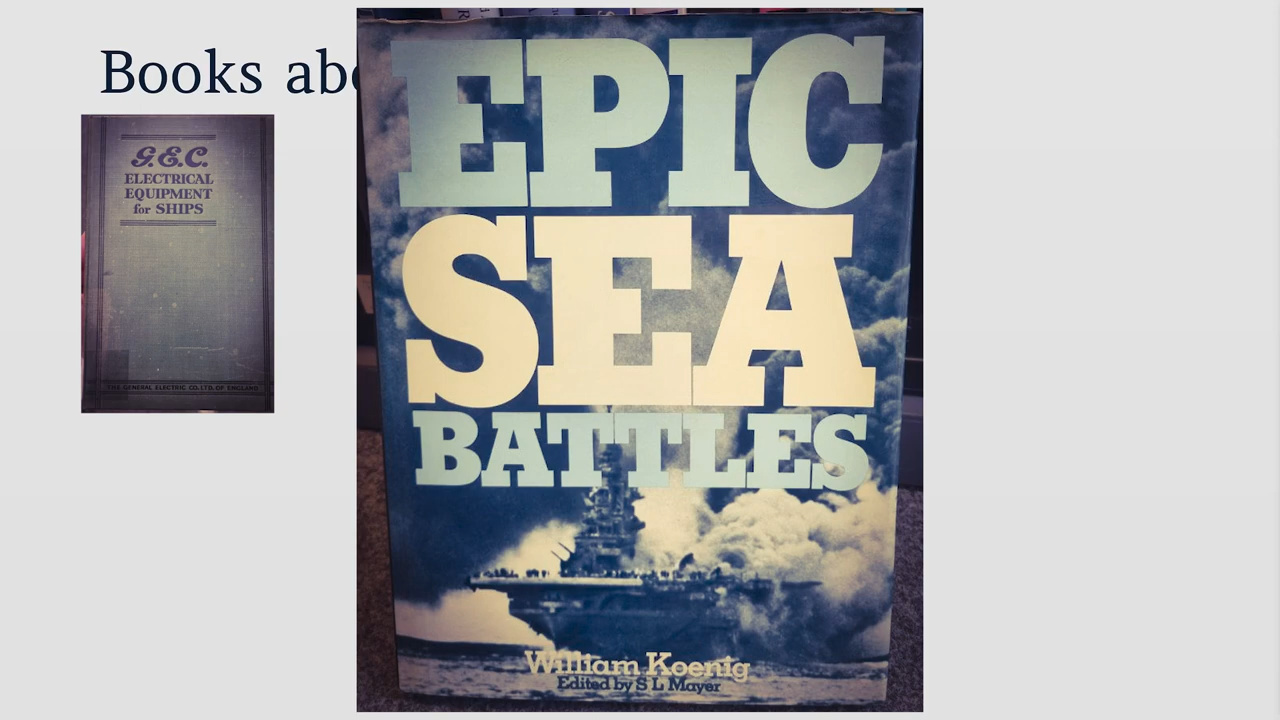 Books abo
G.E.C.
ELECTRICAL
EQUIPMENT
for SHIPS
THE GENERAL ELECTRIC CO. LTD. OF ENGLAND
EPIC
SEA
BATTLES
William Koenig
Edited by S L Mayer